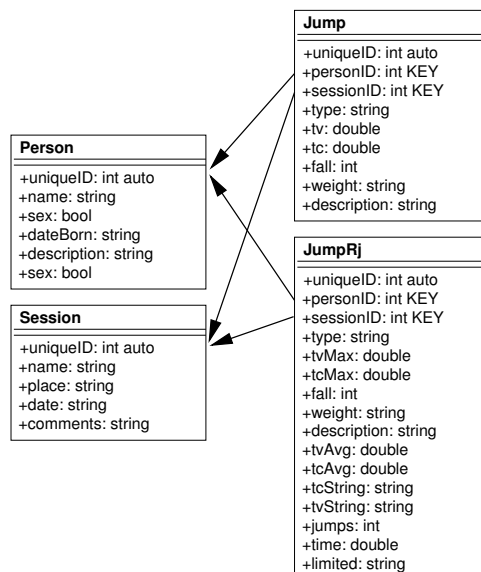 Person
+uniqueID: int auto
+name: string
+sex: bool
+dateBorn: string
+description: string
+sex: bool
Session
+uniqueID: int auto
+name: string
+place: string
+date: string
+comments: string
Jump
+uniqueID: int auto
+personID: int KEY
+sessionID: int KEY
+type: string
+tv: double
+tc: double
+fall: int
+weight: string
+description: string
JumpRj
+uniqueID: int auto
+personID: int KEY
+sessionID: int KEY
+type: string
+tvMax: double
+tcMax: double
+fall: int
+weight: string
+description: string
+tvAvg: double
+tcAvg: double
+tcString: string
+tvString: string
+jumps: int
+time: double
+limited: string